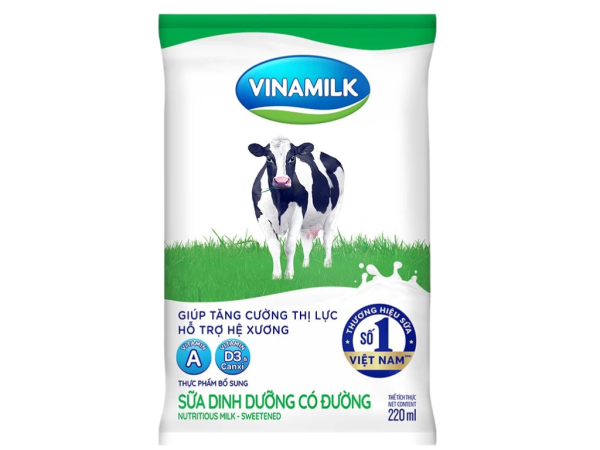 VINAMILK
GIÚP TĂNG CƯỜNG THỊ LỰC
HỖ TRỢ HỆ XƯƠNG
VITAMIN
A
VITAMIN
D3 &
Canxi
THƯƠNG HIỆU SỮA
SỐ 1
VIỆT NAM
THỰC PHẨM BỔ SUNG
SỮA DINH DƯỠNG CÓ ĐƯỜNG
NUTRITIOUS MILK - SWEETENED
THỂ TÍCH THỰC
NET CONTENT
220 ml